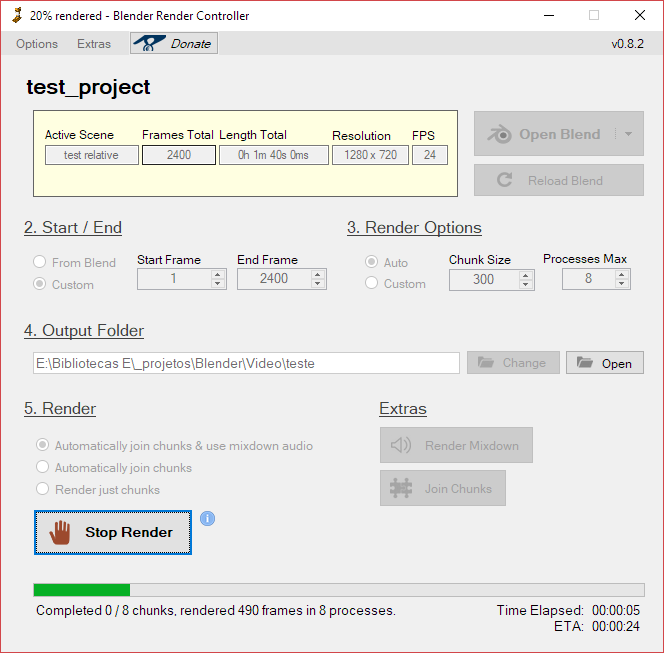 20% rendered - Blender Render Controller
Options Extras Donate v0.8.2
test_project
Active Scene Frames Total Length Total Resolution FPS
test relative 2400 0h 1m 40s 0ms 1280 x 720 24
Open Blend
Reload Blend
2. Start / End
From Blend
Custom
Start Frame End Frame
1 2400
3. Render Options
Auto
Custom
Chunk Size Processes Max
300 8
4. Output Folder
E:\Bibliotecas E\_projetos\Blender\Video\teste Change Open
5. Render
Automatically join chunks & use mixdown audio
Automatically join chunks
Render just chunks
Stop Render
Extras
Render Mixdown
Join Chunks
Completed 0 / 8 chunks, rendered 490 frames in 8 processes.
Time Elapsed: 00:00:05
ETA: 00:00:24